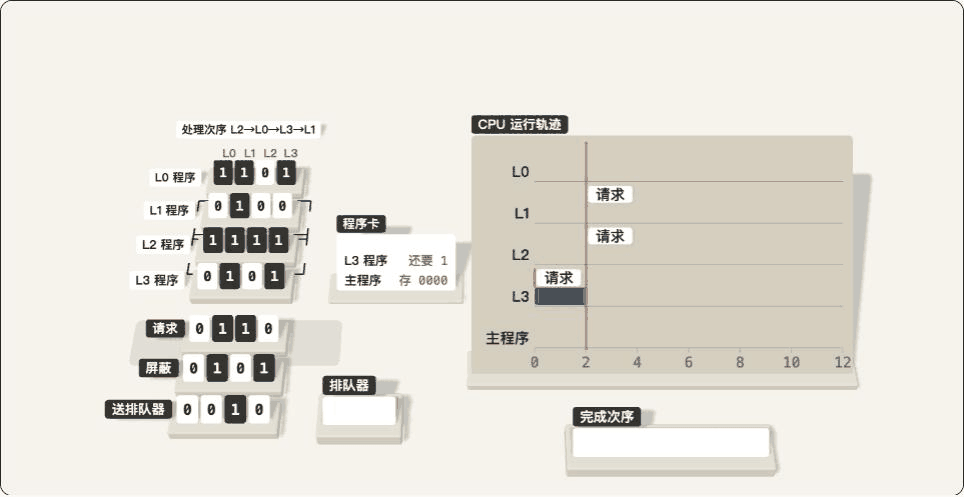 处理次序 L2→L0→L3→L1
L0 L1 L2 L3
L0 程序 1 1 0 1
L1 程序 0 1 0 0
L2 程序 1 1 1 1
L3 程序 0 1 0 1
请求 0 1 1 0
屏蔽 0 1 0 1
送排队器 0 0 1 0
程序卡
L3 程序 还要 1
主程序 存 0000
排队器
CPU 运行轨迹
L0
请求
L1
请求
L2
请求
L3
主程序
0 2 4 6 8 10 12
完成次序